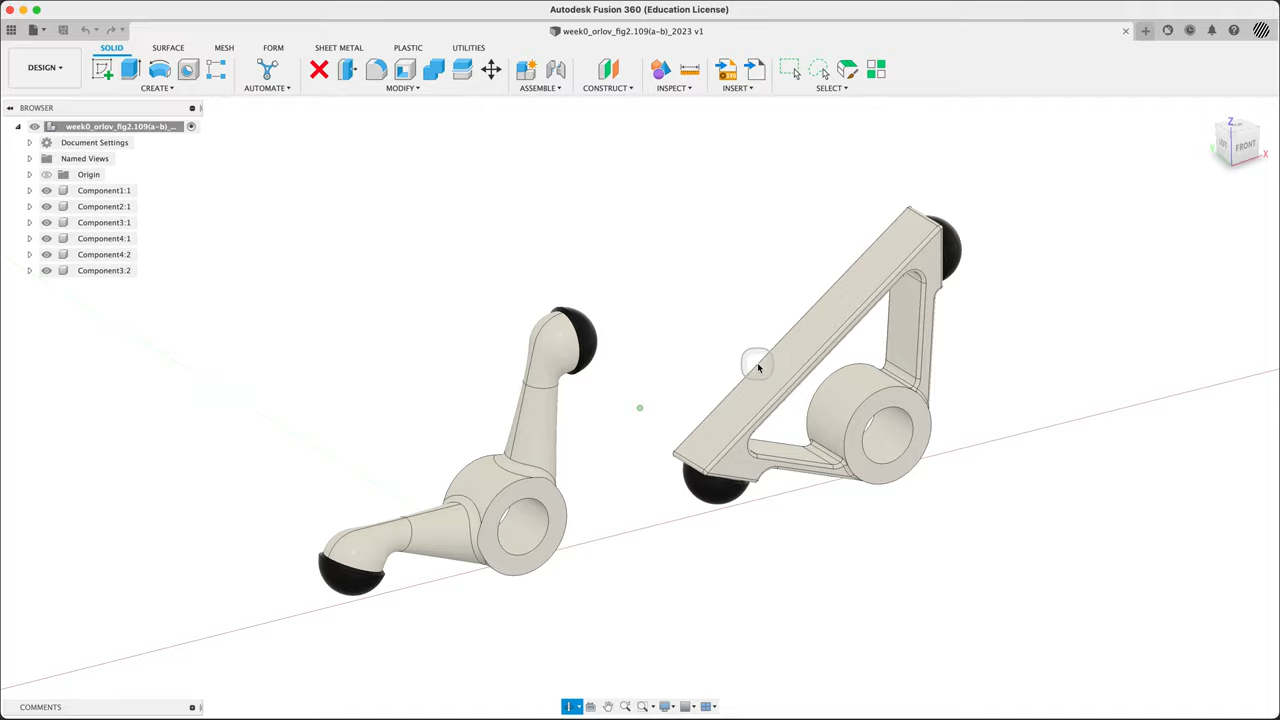 Autodesk Fusion 360 (Education License)
week0_orlov_fig2.109(a-b)_2023 v1
SOLID SURFACE MESH FORM SHEET METAL PLASTIC UTILITIES
DESIGN
CREATE AUTOMATE MODIFY ASSEMBLE CONSTRUCT INSPECT INSERT SELECT
BROWSER
week0_orlov_fig2.109(a-b)_...
Document Settings
Named Views
Origin
Component1:1
Component2:1
Component3:1
Component4:1
Component4:2
Component3:2
Z
LEFT FRONT
Y X
COMMENTS